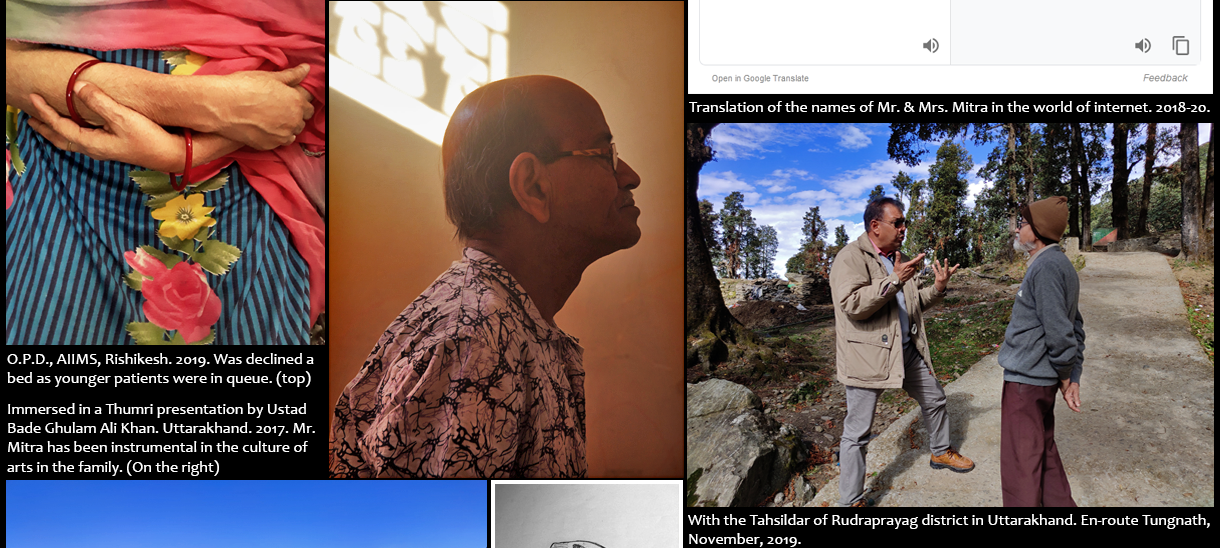 O.P.D., AIIMS, Rishikesh. 2019. Was declined a
bed as younger patients were in queue. (top)
Immersed in a Thumri presentation by Ustad
Bade Ghulam Ali Khan. Uttarakhand. 2017. Mr.
Mitra has been instrumental in the culture of
arts in the family. (On the right)
Open in Google Translate
Feedback
Translation of the names of Mr. & Mrs. Mitra in the world of internet. 2018-20.
With the Tahsildar of Rudraprayag district in Uttarakhand. En-route Tungnath,
November, 2019.